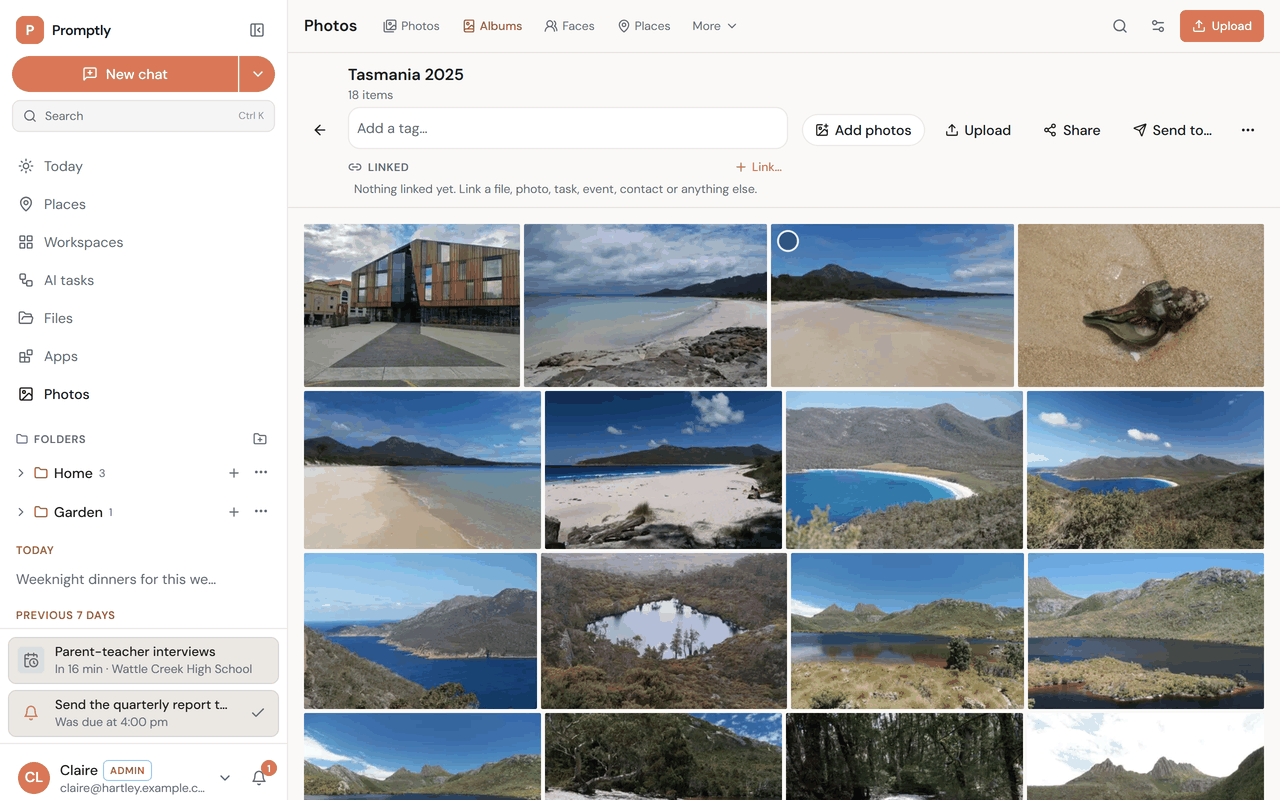 P
Promptly
New chat
Search
Ctrl K
Today
Places
Workspaces
AI tasks
Files
Apps
Photos
FOLDERS
Home 3
Garden 1
TODAY
Weeknight dinners for this we...
PREVIOUS 7 DAYS
Parent-teacher interviews
In 16 min · Wattle Creek High School
Send the quarterly report t...
Was due at 4:00 pm
CL
Claire ADMIN
claire@hartley.example.c...
1
Photos
Photos
Albums
Faces
Places
More
Upload
Tasmania 2025
18 items
Add a tag...
Add photos
Upload
Share
Send to...
LINKED
Link...
Nothing linked yet. Link a file, photo, task, event, contact or anything else.